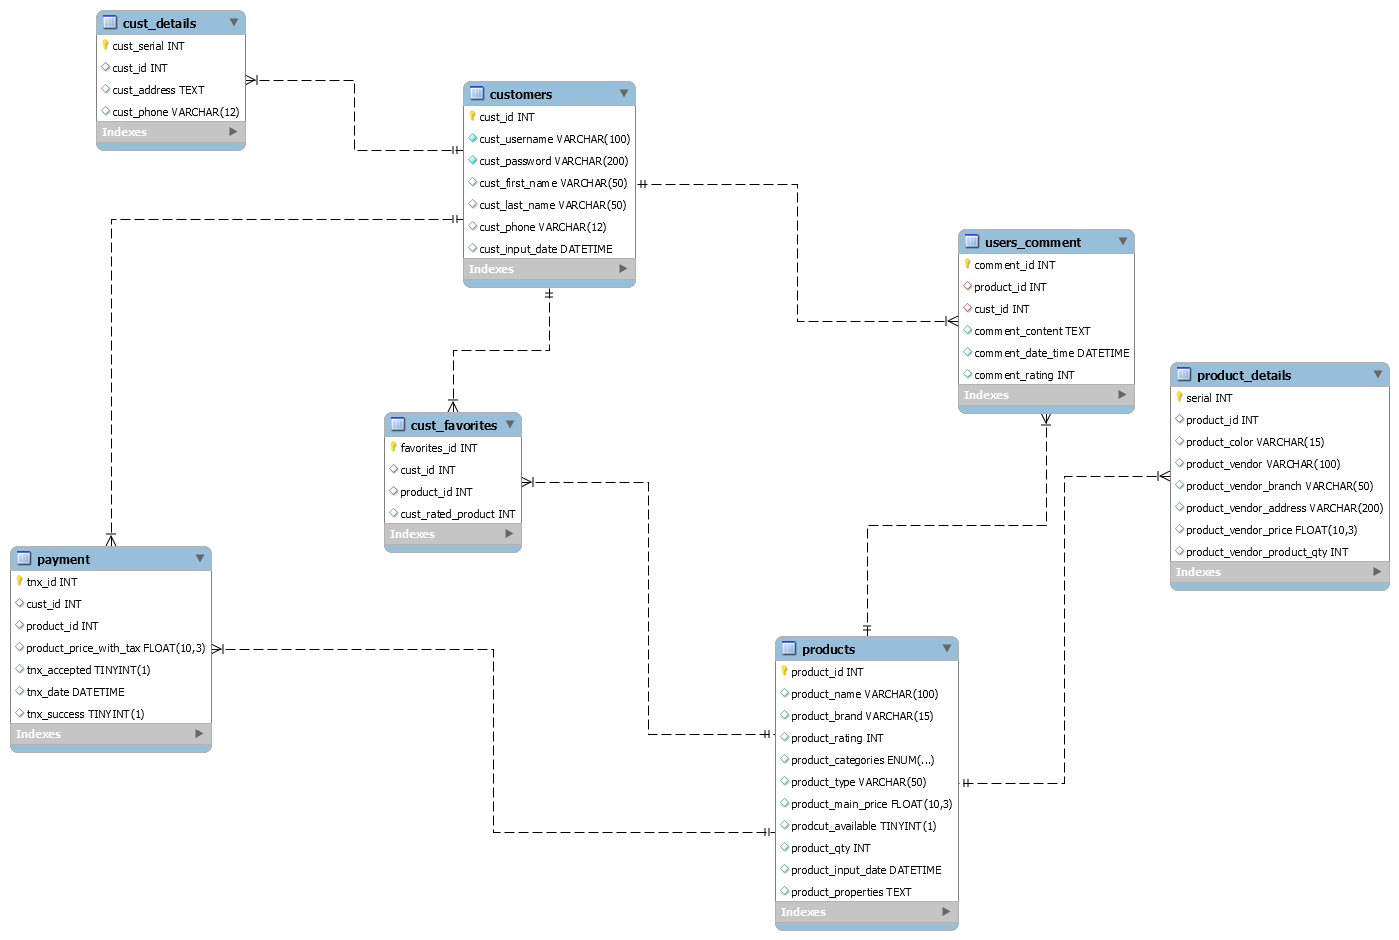 cust_details
cust_serial INT
cust_id INT
cust_address TEXT
cust_phone VARCHAR(12)
Indexes
customers
cust_id INT
cust_username VARCHAR(100)
cust_password VARCHAR(200)
cust_first_name VARCHAR(50)
cust_last_name VARCHAR(50)
cust_phone VARCHAR(12)
cust_input_date DATETIME
Indexes
users_comment
comment_id INT
product_id INT
cust_id INT
comment_content TEXT
comment_date_time DATETIME
comment_rating INT
Indexes
product_details
serial INT
product_id INT
product_color VARCHAR(15)
product_vendor VARCHAR(100)
product_vendor_branch VARCHAR(50)
product_vendor_address VARCHAR(200)
product_vendor_price FLOAT(10,3)
product_vendor_product_qty INT
Indexes
cust_favorites
favorites_id INT
cust_id INT
product_id INT
cust_rated_product INT
Indexes
payment
tnx_id INT
cust_id INT
product_id INT
product_price_with_tax FLOAT(10,3)
tnx_accepted TINYINT(1)
tnx_date DATETIME
tnx_success TINYINT(1)
Indexes
products
product_id INT
product_name VARCHAR(100)
product_brand VARCHAR(15)
product_rating INT
product_categories ENUM(...)
product_type VARCHAR(50)
product_main_price FLOAT(10,3)
prodcut_available TINYINT(1)
product_qty INT
product_input_date DATETIME
product_properties TEXT
Indexes